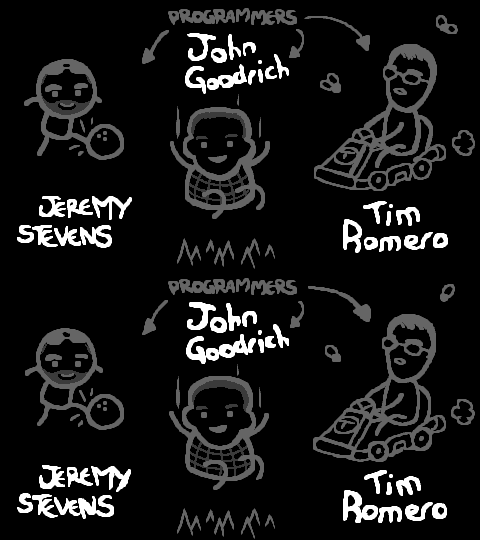 PROGRAMMERS
John
Goodrich
JEREMY
STEVENS
Tim
Romero
PROGRAMMERS
John
Goodrich
JEREMY
STEVENS
Tim
Romero